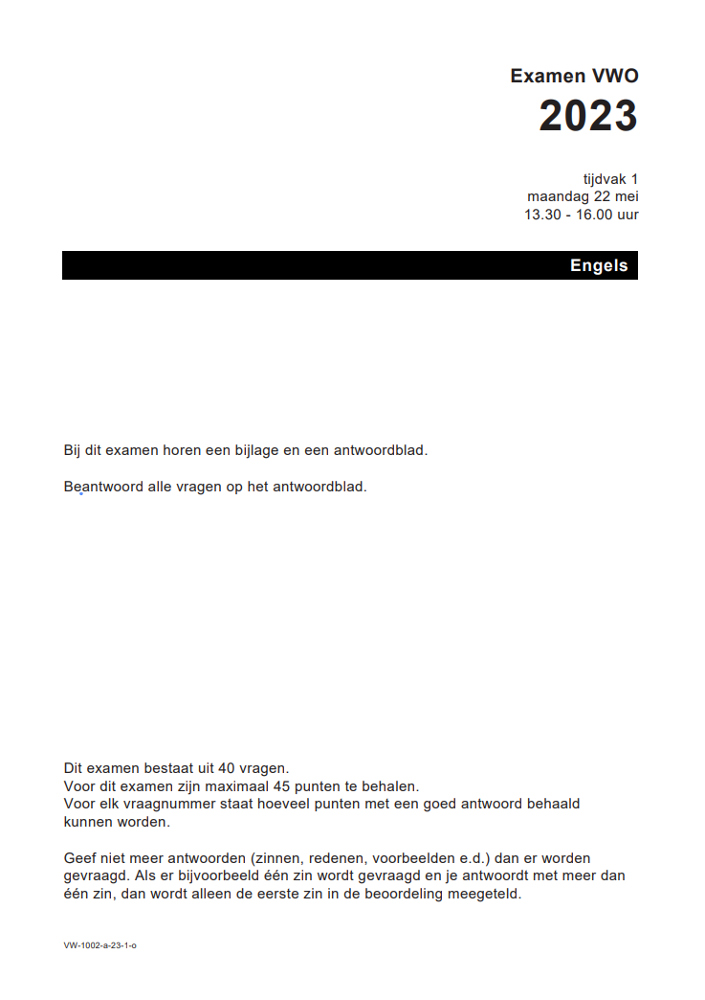 Examen VWO
2023
tijdvak 1
maandag 22 mei
13.30 - 16.00 uur
Engels
Bij dit examen horen een bijlage en een antwoordblad.
Beantwoord alle vragen op het antwoordblad.
Dit examen bestaat uit 40 vragen.
Voor dit examen zijn maximaal 45 punten te behalen.
Voor elk vraagnummer staat hoeveel punten met een goed antwoord behaald
kunnen worden.
Geef niet meer antwoorden (zinnen, redenen, voorbeelden e.d.) dan er worden
gevraagd. Als er bijvoorbeeld één zin wordt gevraagd en je antwoordt met meer dan
één zin, dan wordt alleen de eerste zin in de beoordeling meegeteld.
VW-1002-a-23-1-o